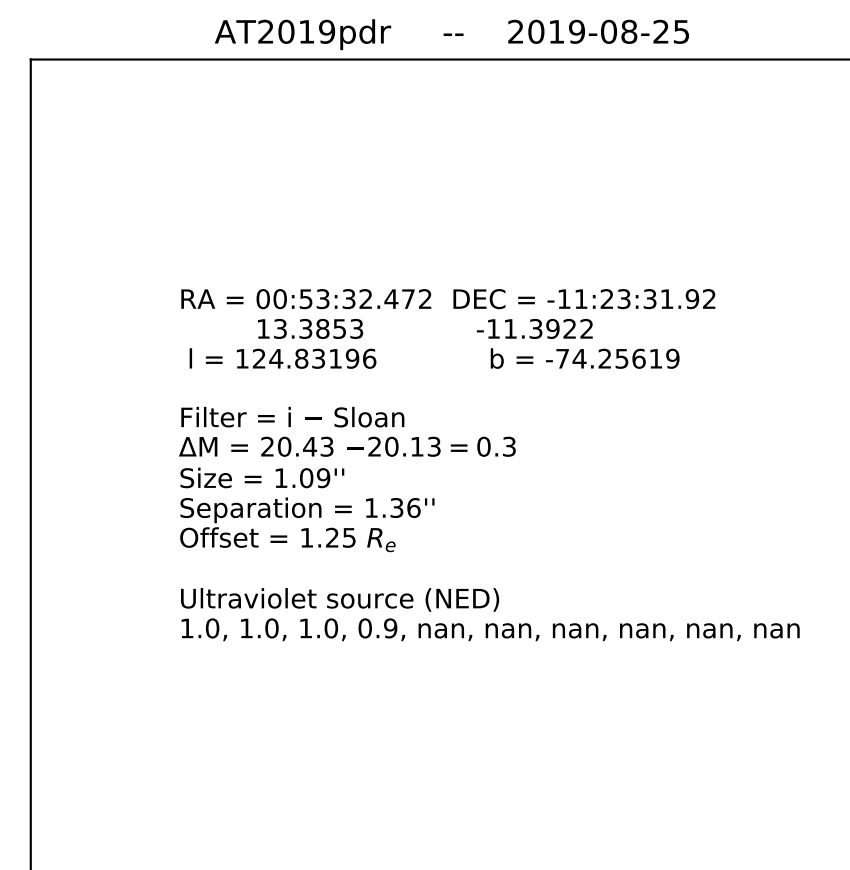 AT2019pdr -- 2019-08-25
RA = 00:53:32.472 DEC = -11:23:31.92
13.3853 -11.3922
l = 124.83196 b = -74.25619
Filter = i − Sloan
ΔM = 20.43 −20.13 = 0.3
Size = 1.09''
Separation = 1.36''
Offset = 1.25 Re
Ultraviolet source (NED)
1.0, 1.0, 1.0, 0.9, nan, nan, nan, nan, nan, nan